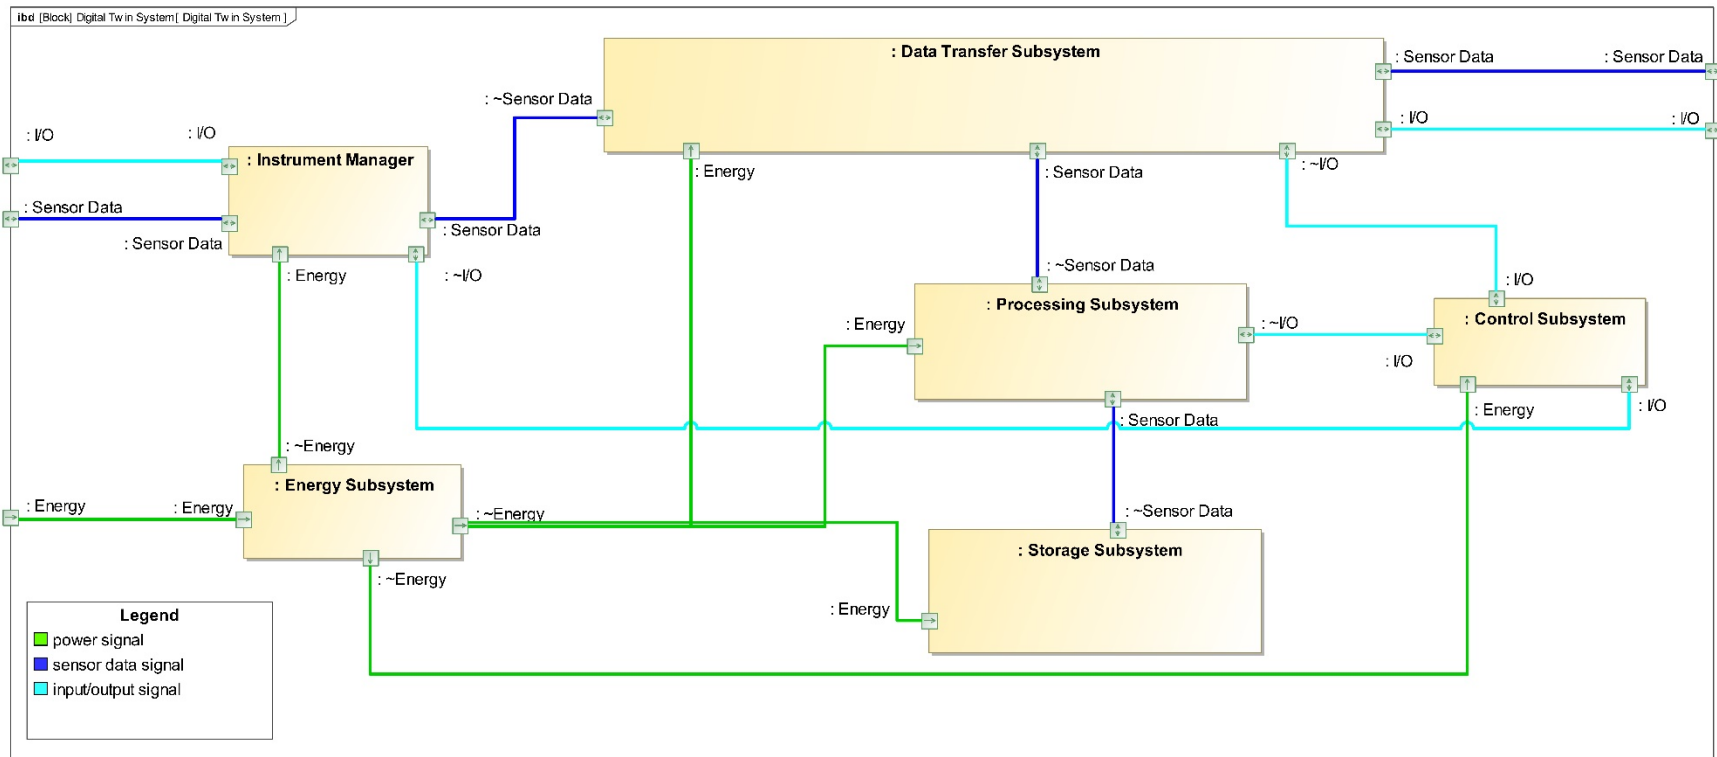 ibd [Block] Digital Twin System[ Digital Twin System ]
: Data Transfer Subsystem
: Sensor Data
: Sensor Data
: ~Sensor Data
: I/O
: I/O
: I/O
: I/O
: Instrument Manager
: Energy
: Sensor Data
: ~I/O
: Sensor Data
: Sensor Data
: Sensor Data
: Energy
: ~I/O
: ~Sensor Data
: I/O
: Processing Subsystem
: Energy
: ~I/O
: Control Subsystem
: I/O
: Energy
: I/O
: Sensor Data
: ~Energy
: Energy Subsystem
: Energy
: Energy
: ~Energy
: ~Sensor Data
: Storage Subsystem
: ~Energy
: Energy
Legend
power signal
sensor data signal
input/output signal